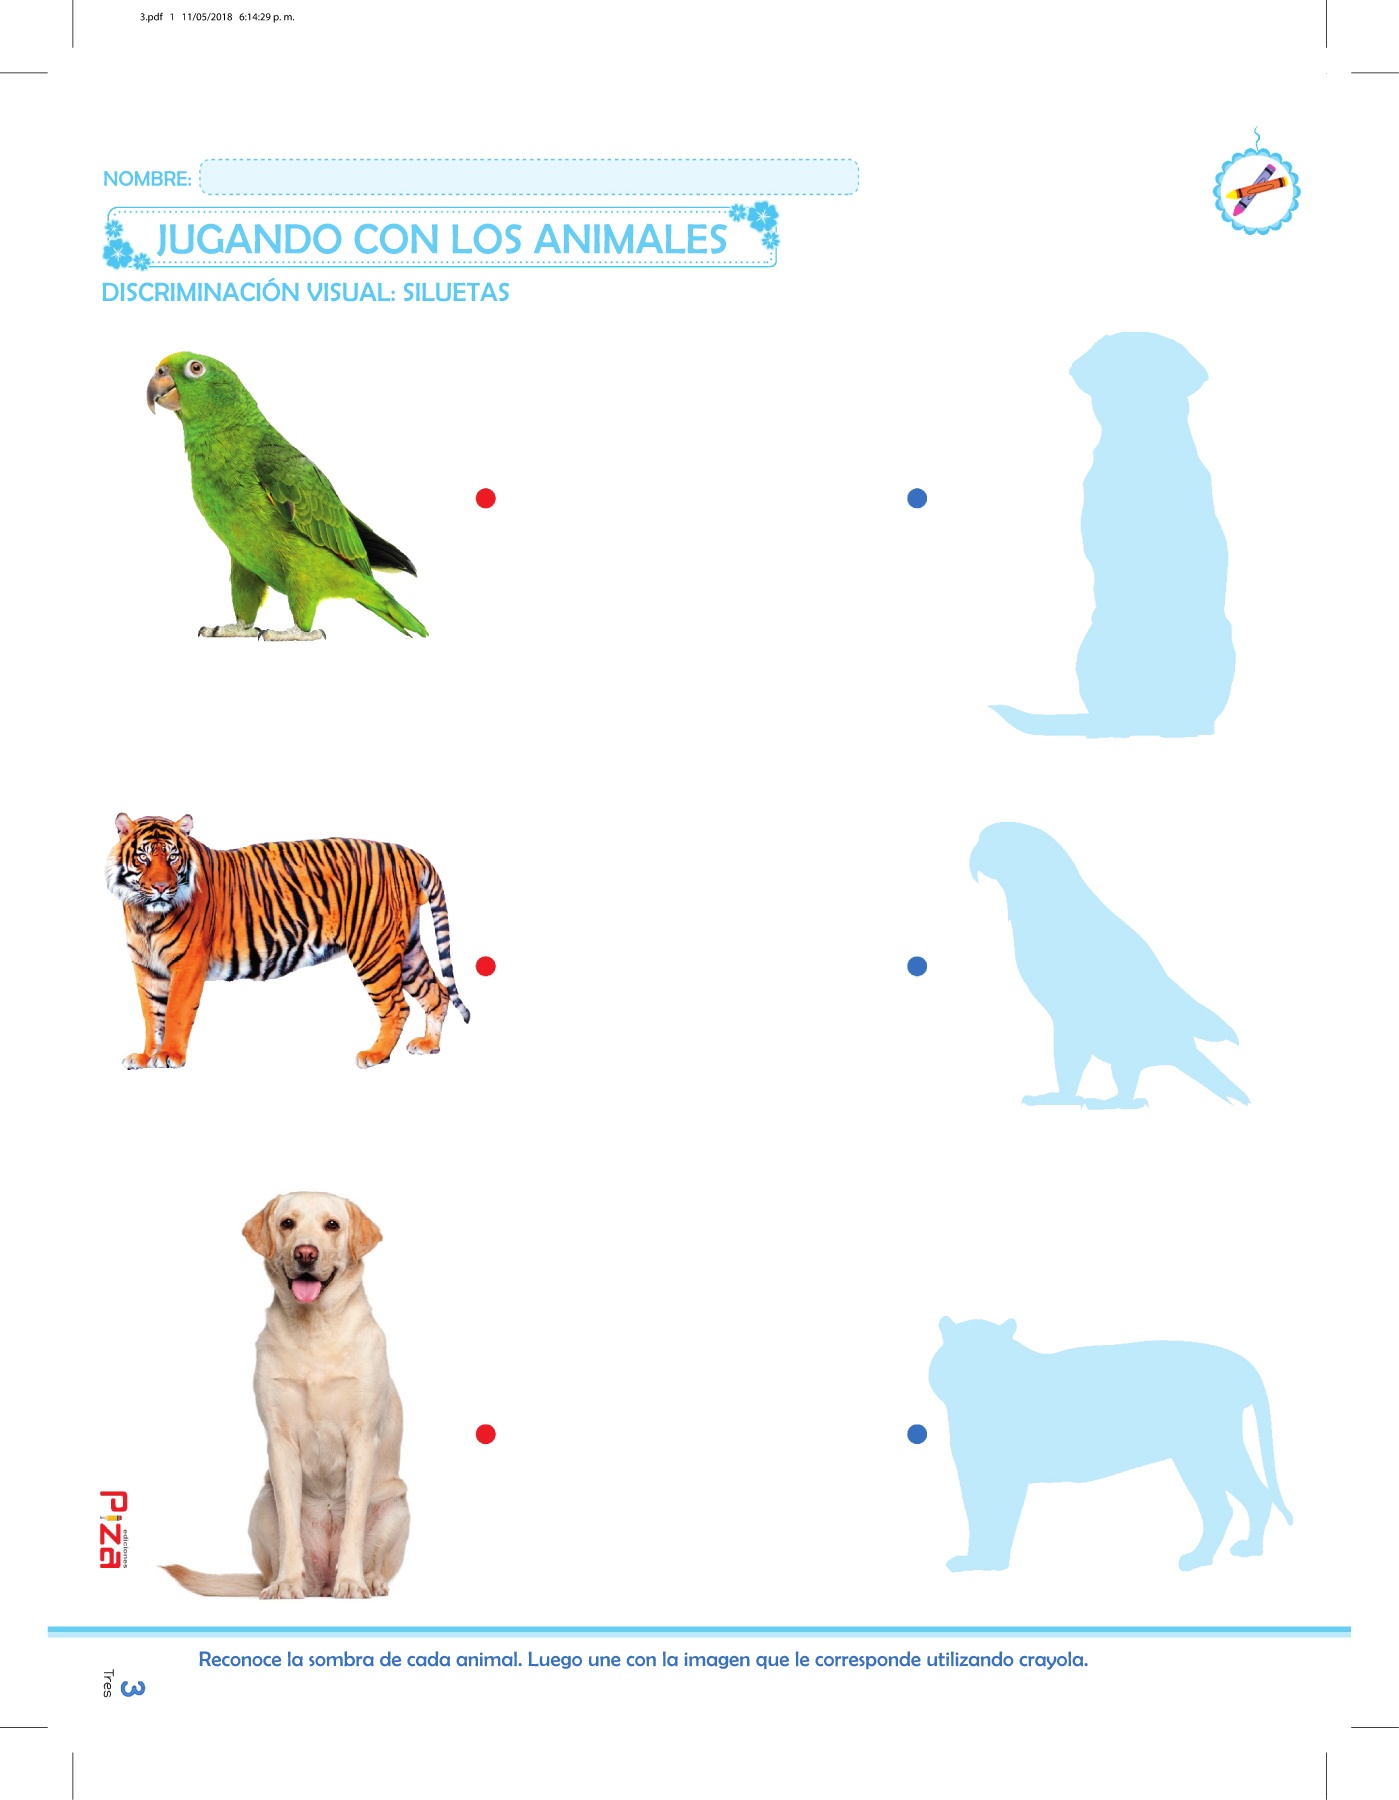 3.pdf 1 11/05/2018 6:14:29 p. m.
NOMBRE:
JUGANDO CON LOS ANIMALES
DISCRIMINACIÓN VISUAL: SILUETAS
Piza
ediciones
Reconoce la sombra de cada animal. Luego une con la imagen que le corresponde utilizando crayola.
3
Tres